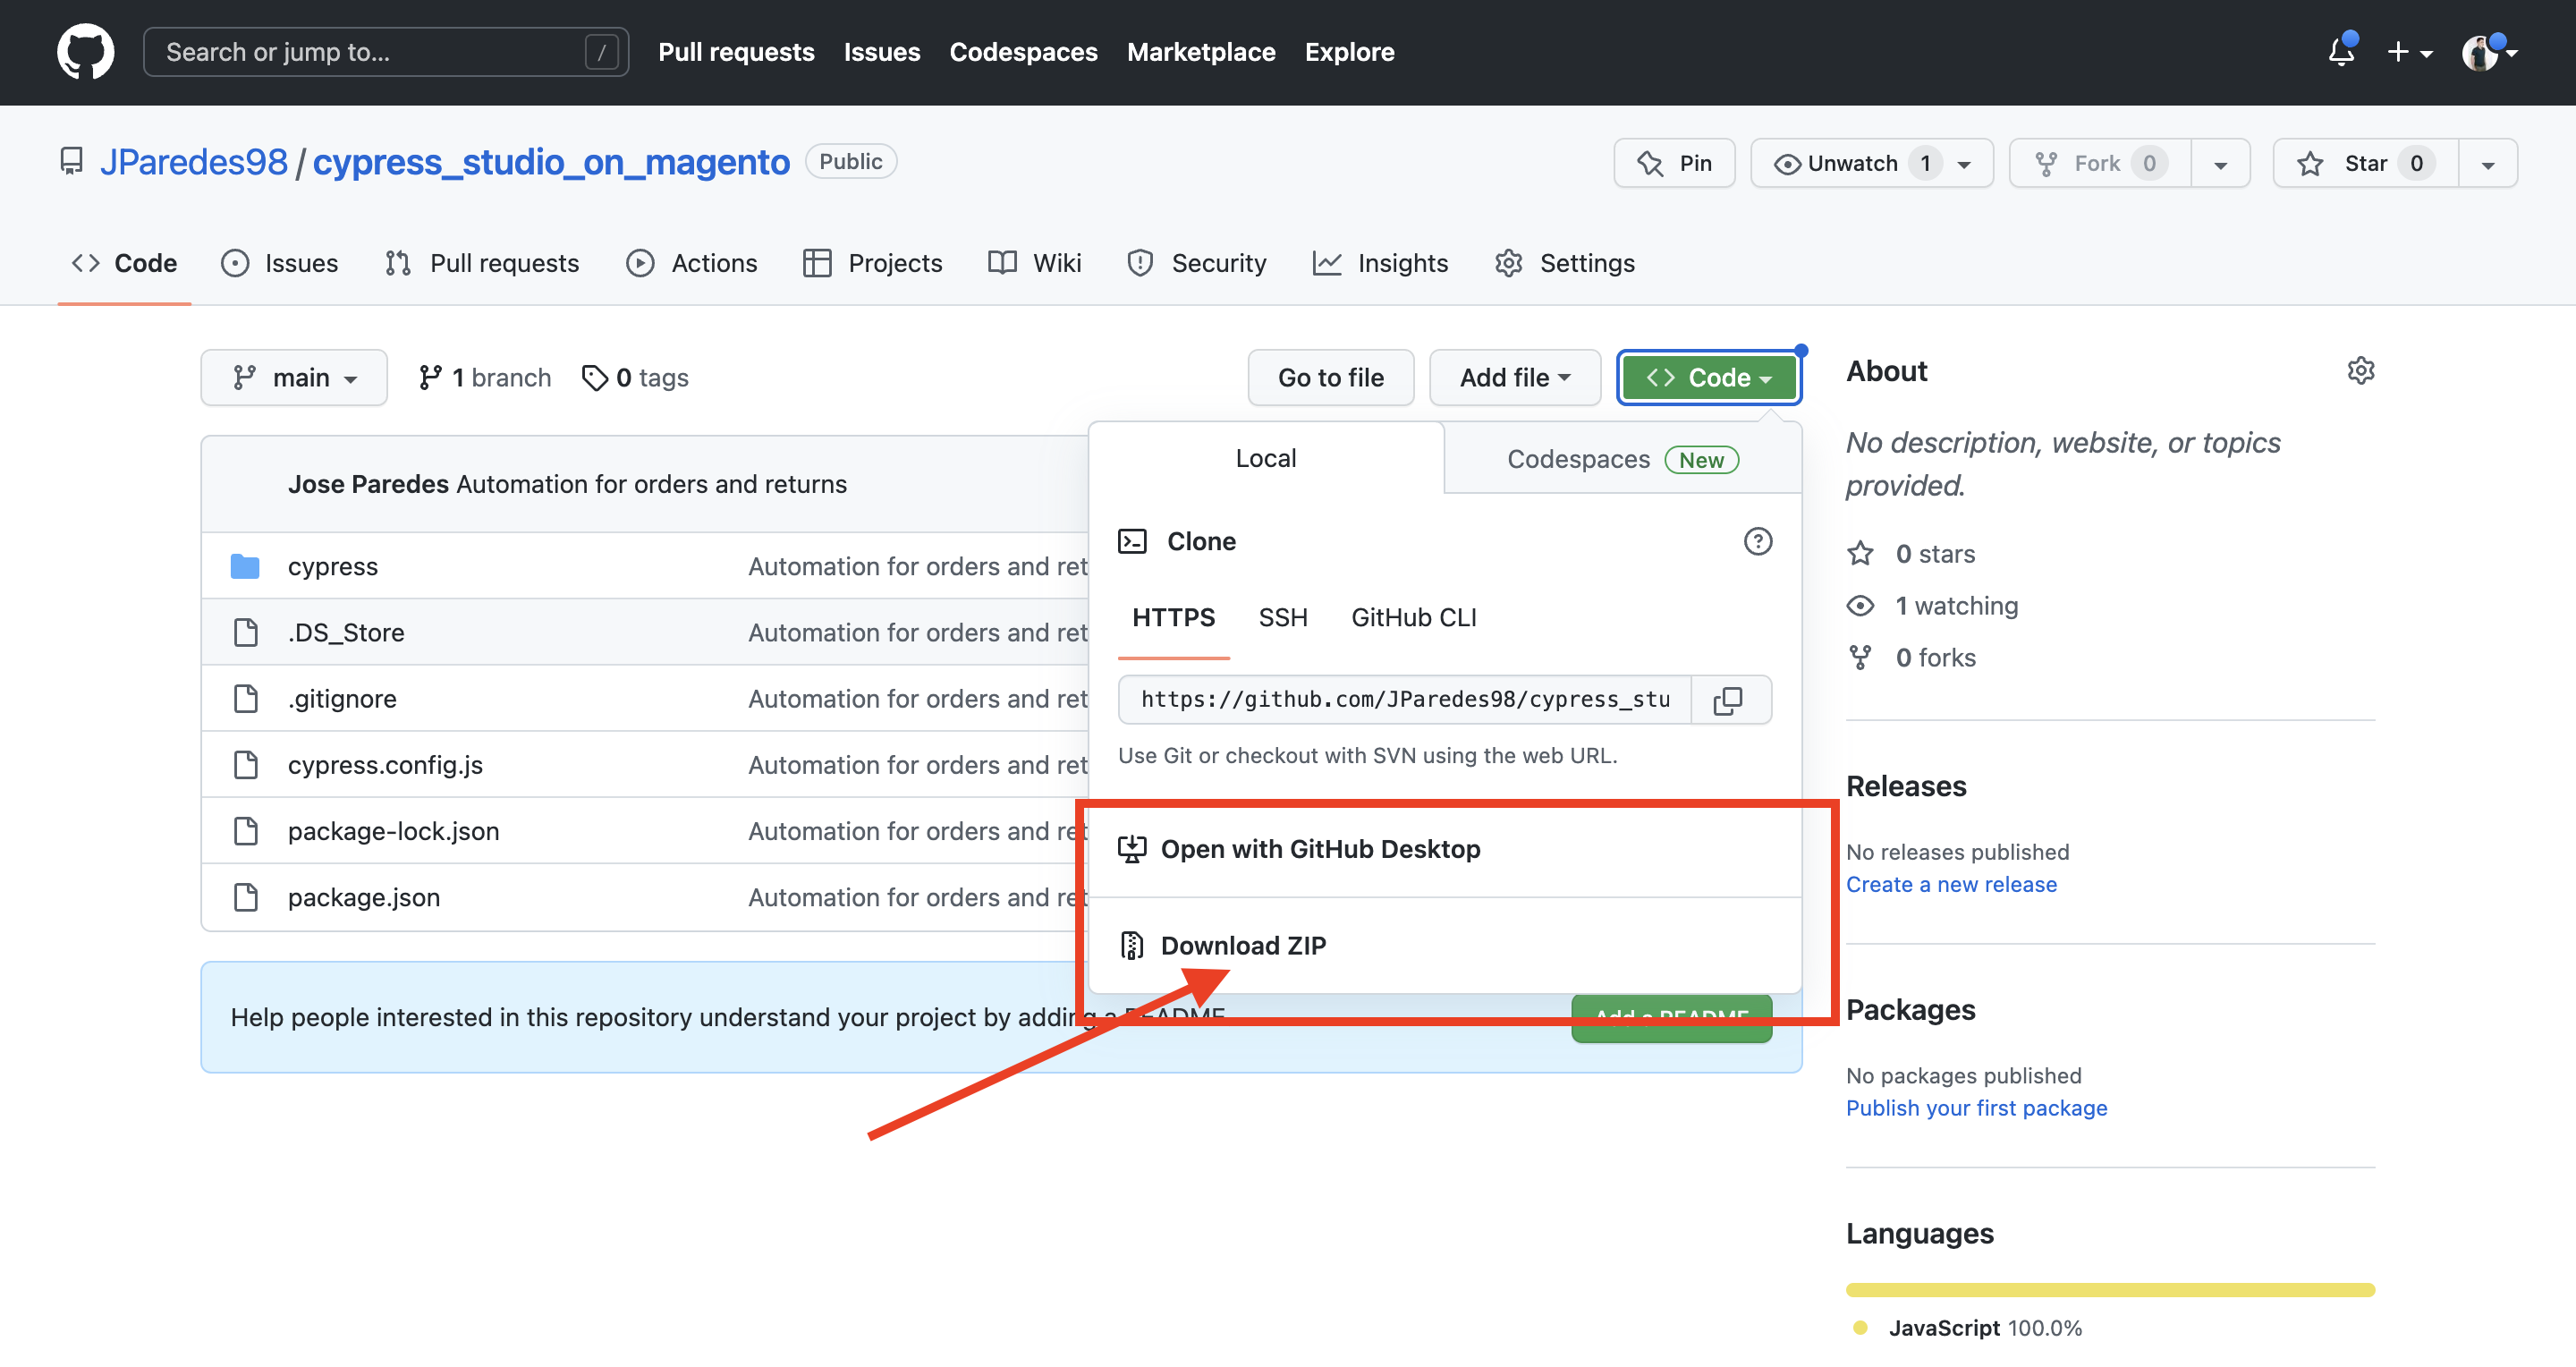 Search or jump to... / Pull requests Issues Codespaces Marketplace Explore
JParedes98 / cypress_studio_on_magento Public Pin Unwatch 1 Fork 0 Star 0
Code Issues Pull requests Actions Projects Wiki Security Insights Settings
main 1 branch 0 tags Go to file Add file Code
Jose Paredes Automation for orders and returns
cypress Automation for orders and ret
.DS_Store Automation for orders and ret
.gitignore Automation for orders and ret
cypress.config.js Automation for orders and ret
package-lock.json Automation for orders and ret
package.json Automation for orders and ret
Help people interested in this repository understand your project by adding a README
Add a README
Local Codespaces New
Clone
HTTPS SSH GitHub CLI
https://github.com/JParedes98/cypress_stu
Use Git or checkout with SVN using the web URL.
Open with GitHub Desktop
Download ZIP
About
No description, website, or topics
provided.
0 stars
1 watching
0 forks
Releases
No releases published
Create a new release
Packages
No packages published
Publish your first package
Languages
JavaScript 100.0%